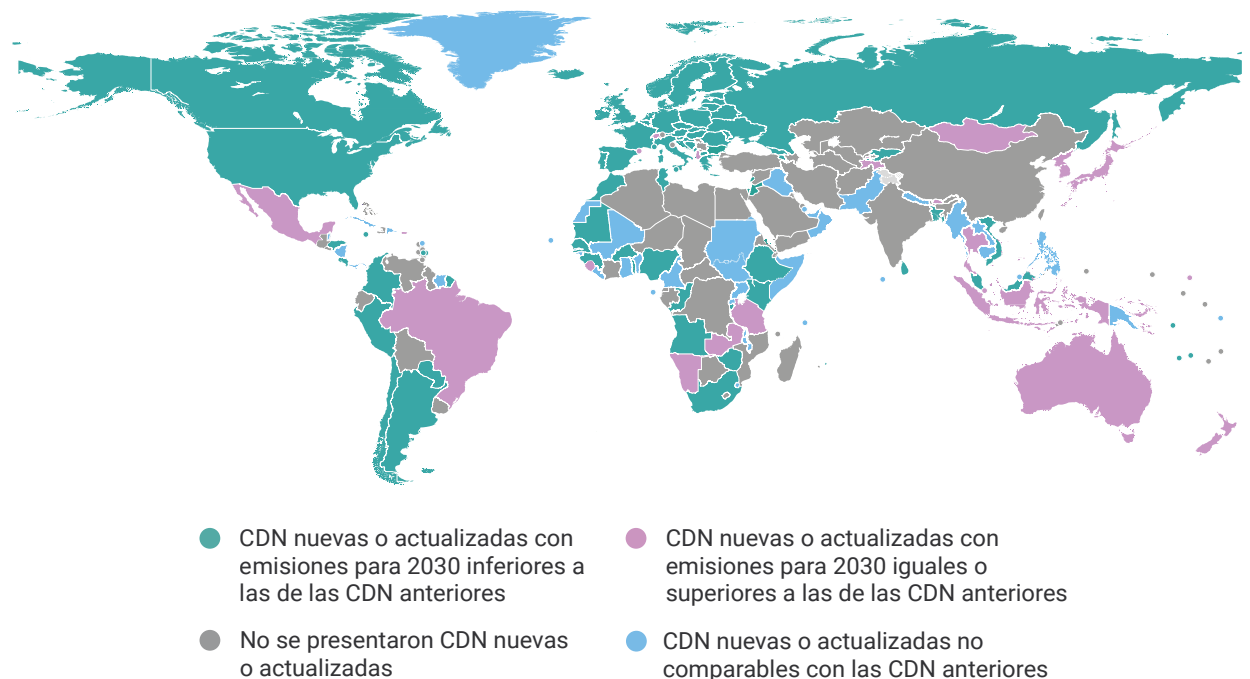 CDN nuevas o actualizadas con
emisiones para 2030 inferiores a
las de las CDN anteriores
CDN nuevas o actualizadas con
emisiones para 2030 iguales o
superiores a las de las CDN anteriores
No se presentaron CDN nuevas
o actualizadas
CDN nuevas o actualizadas no
comparables con las CDN anteriores